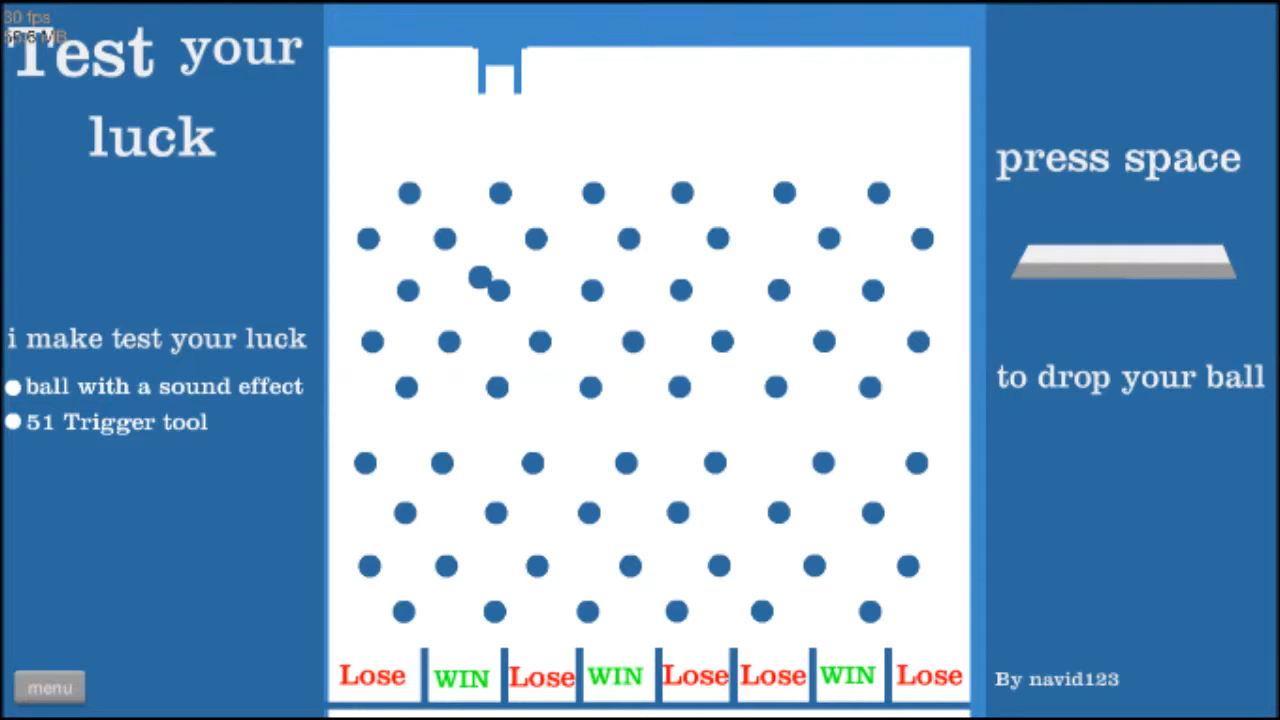 30 fps
Test your
luck
press space
i make test your luck
ball with a sound effect
to drop your ball
51 Trigger tool
Lose WIN Lose WIN Lose Lose WIN Lose
menu
By navid123